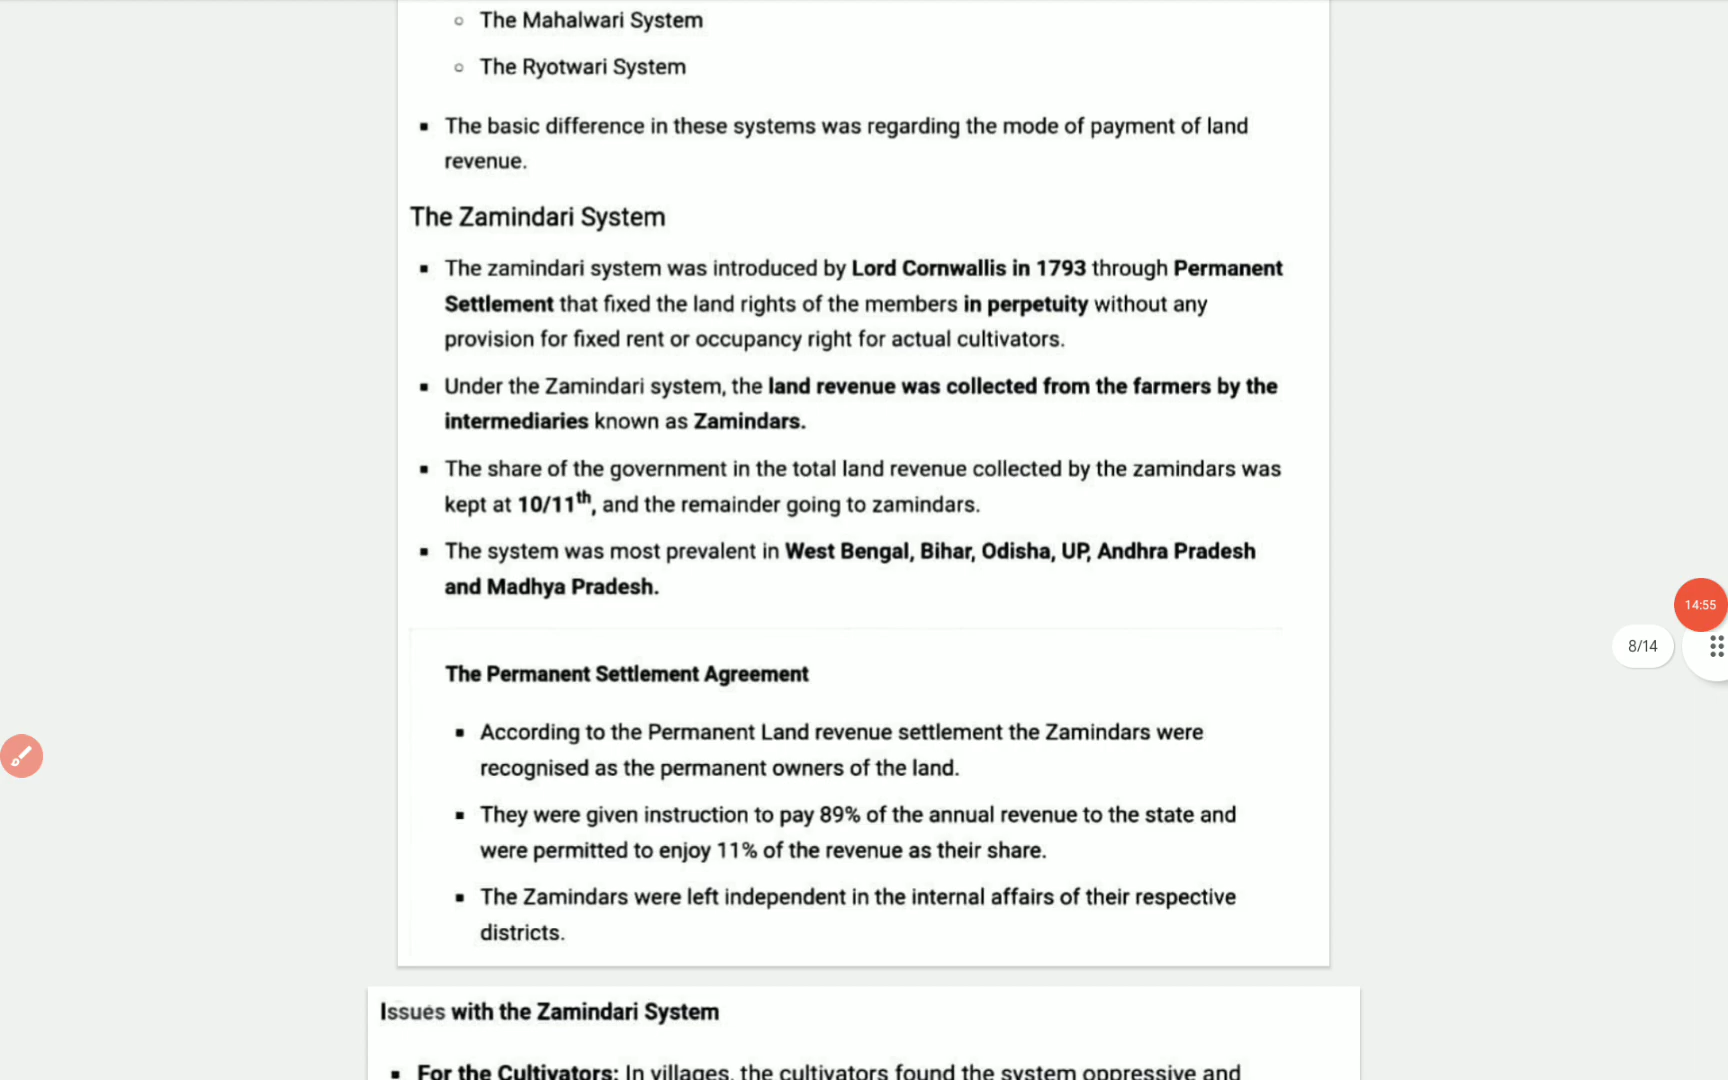 The Mahalwari System
The Ryotwari System
The basic difference in these systems was regarding the mode of payment of land
revenue.
The Zamindari System
The zamindari system was introduced by Lord Cornwallis in 1793 through Permanent
Settlement that fixed the land rights of the members in perpetuity without any
provision for fixed rent or occupancy right for actual cultivators.
Under the Zamindari system, the land revenue was collected from the farmers by the
intermediaries known as Zamindars.
The share of the government in the total land revenue collected by the zamindars was
kept at 10/11th, and the remainder going to zamindars.
The system was most prevalent in West Bengal, Bihar, Odisha, UP, Andhra Pradesh
and Madhya Pradesh.
14:55
8/14
The Permanent Settlement Agreement
According to the Permanent Land revenue settlement the Zamindars were
recognised as the permanent owners of the land.
They were given instruction to pay 89% of the annual revenue to the state and
were permitted to enjoy 11% of the revenue as their share.
The Zamindars were left independent in the internal affairs of their respective
districts.
Issues with the Zamindari System
For the Cultivators: In villages, the cultivators found the system oppressive and